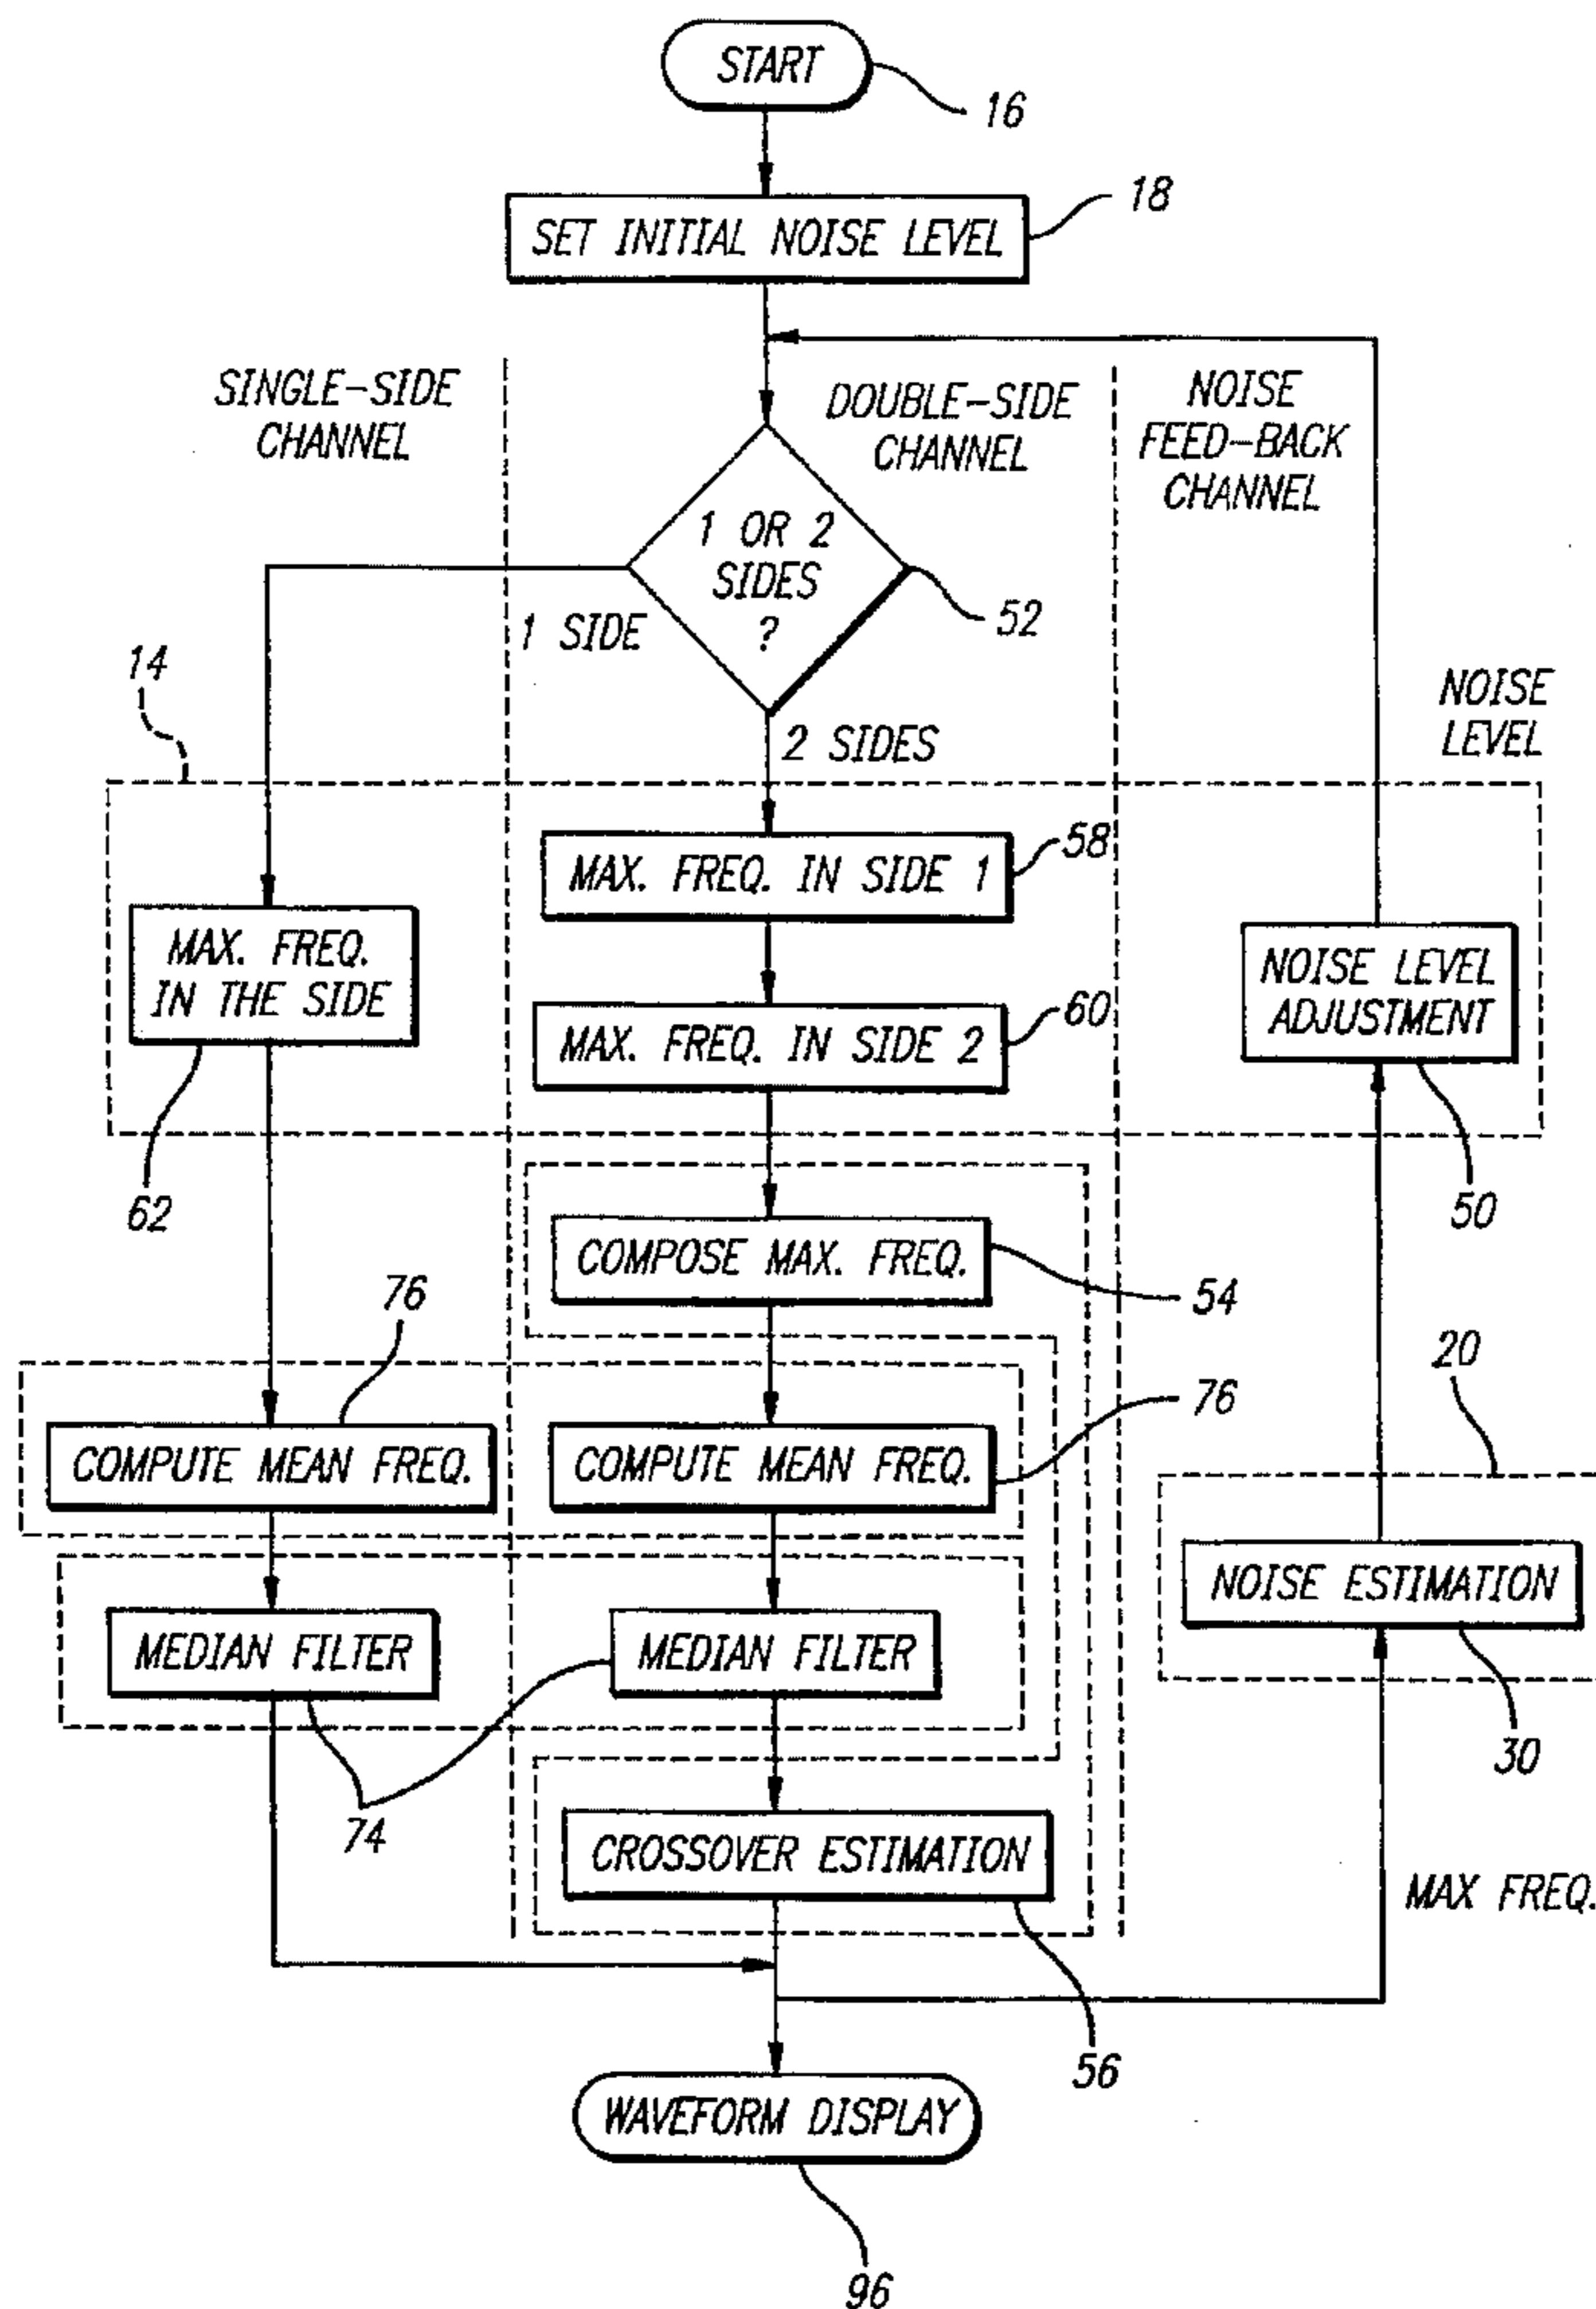 START
16
SET INITIAL NOISE LEVEL
18
SINGLE-SIDE
CHANNEL
DOUBLE-SIDE
CHANNEL
NOISE
FEED-BACK
CHANNEL
1 OR 2
SIDES
?
52
1 SIDE
2 SIDES
14
NOISE
LEVEL
MAX. FREQ. IN SIDE 1
58
MAX. FREQ.
IN THE SIDE
62
MAX. FREQ. IN SIDE 2
60
NOISE LEVEL
ADJUSTMENT
50
COMPOSE MAX. FREQ.
54
76
COMPUTE MEAN FREQ.
COMPUTE MEAN FREQ.
76
20
NOISE ESTIMATION
30
MEDIAN FILTER
MEDIAN FILTER
74
CROSSOVER ESTIMATION
56
MAX FREQ.
WAVEFORM DISPLAY
96